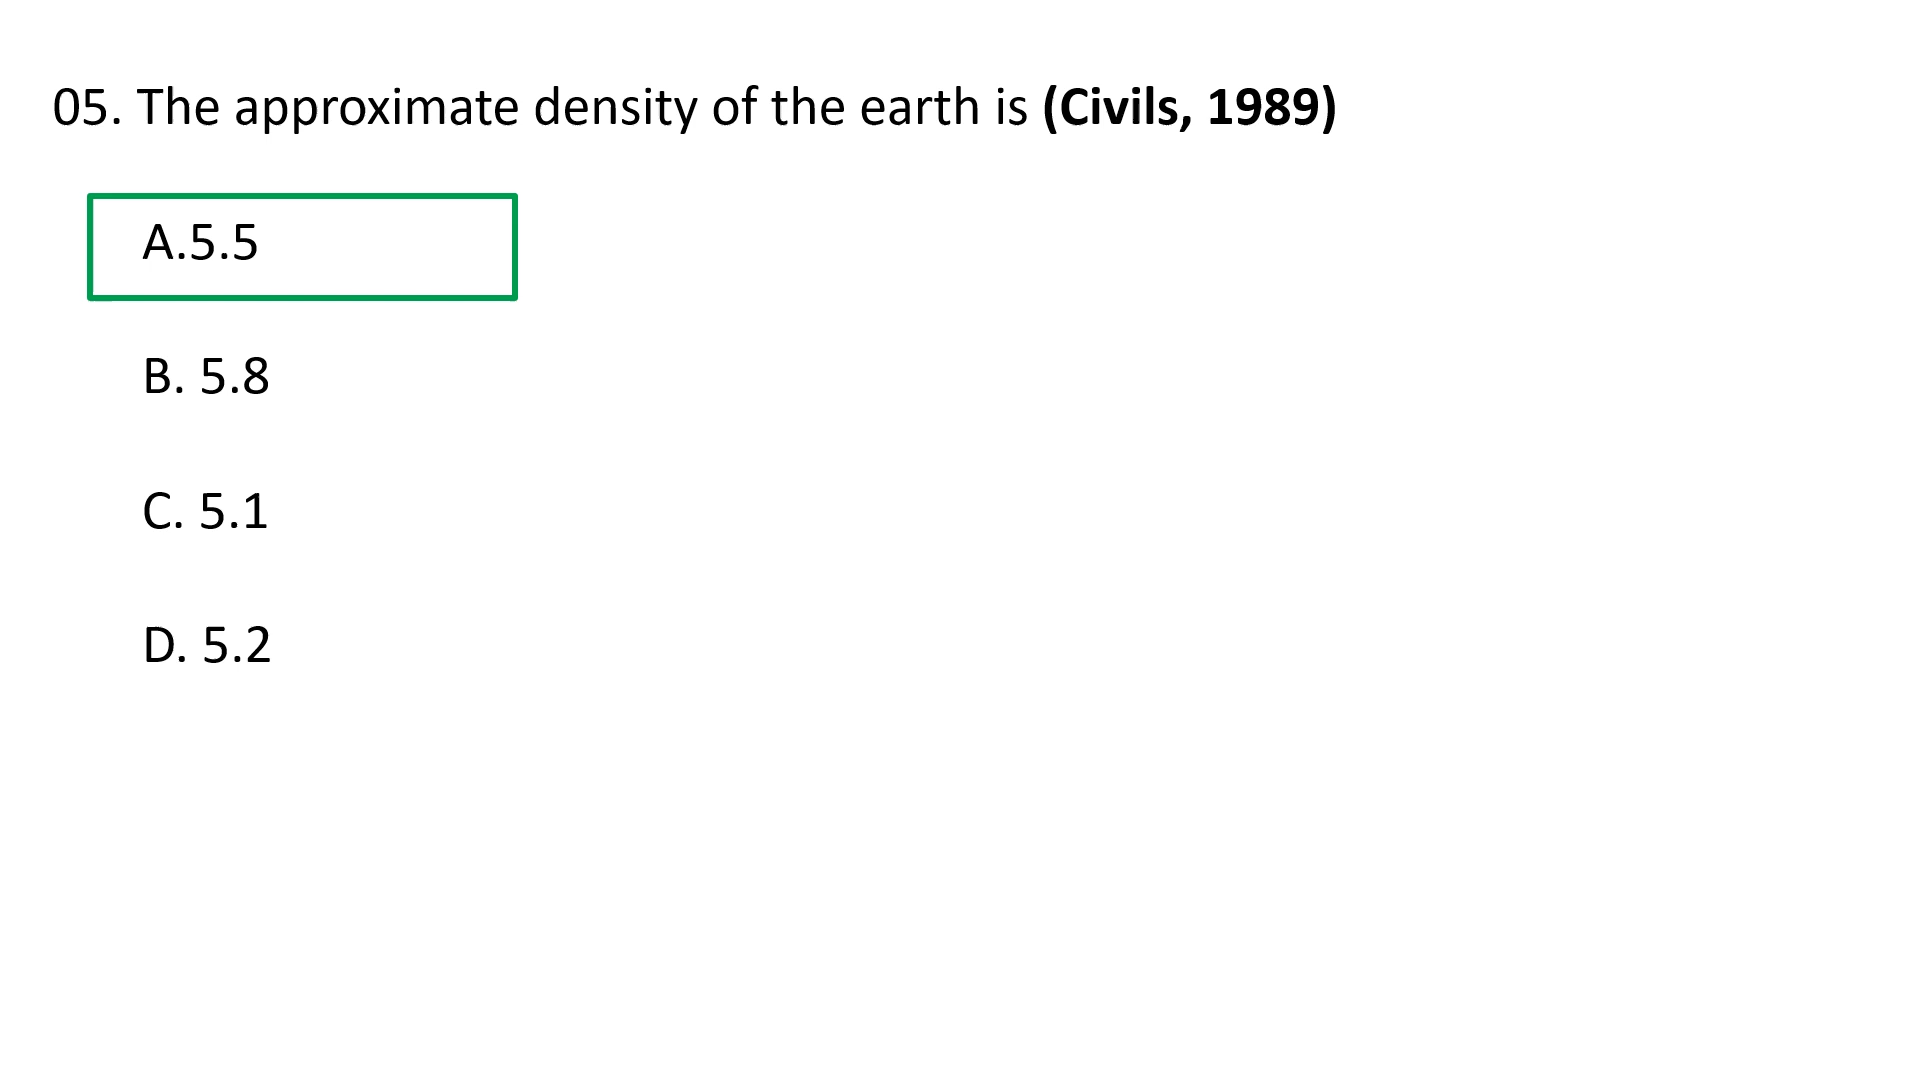 05. The approximate density of the earth is (Civils, 1989)
A.5.5
B. 5.8
C. 5.1
D. 5.2